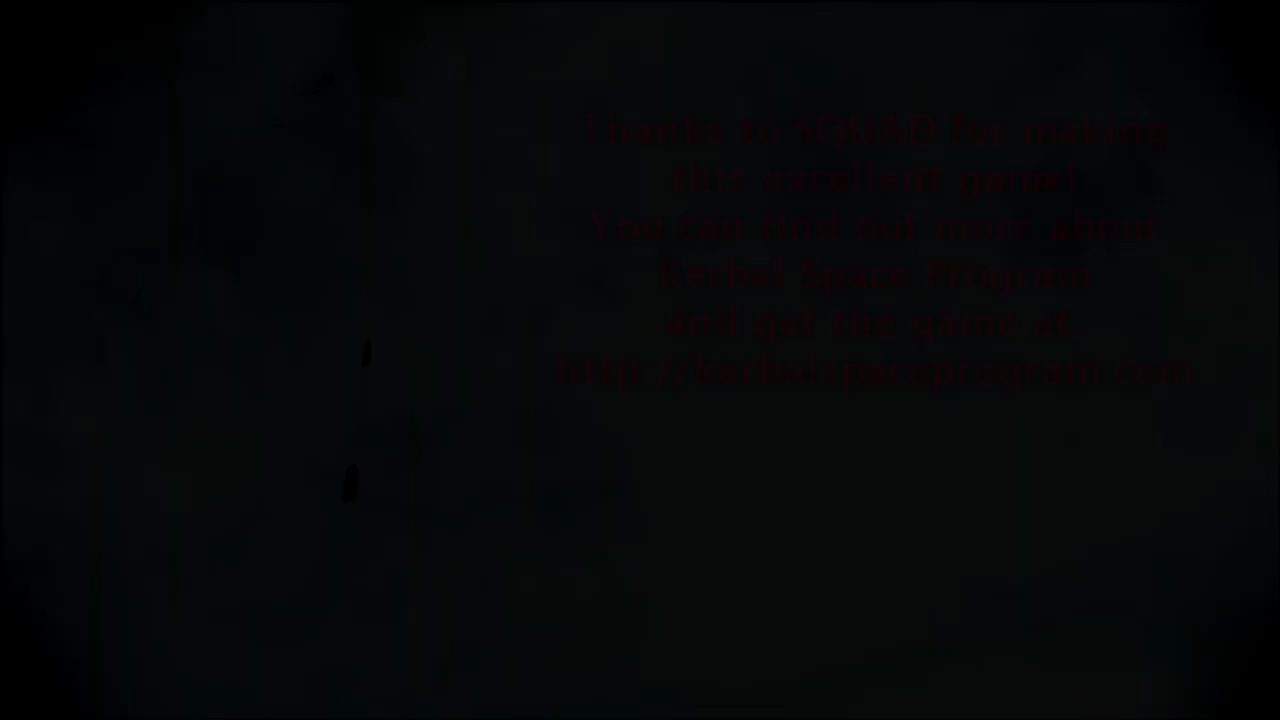 Thanks to SQUAD for making
this excellent game!
You can find out more about
Kerbal Space Program
and get the game at:
http://kerbalspaceprogram.com